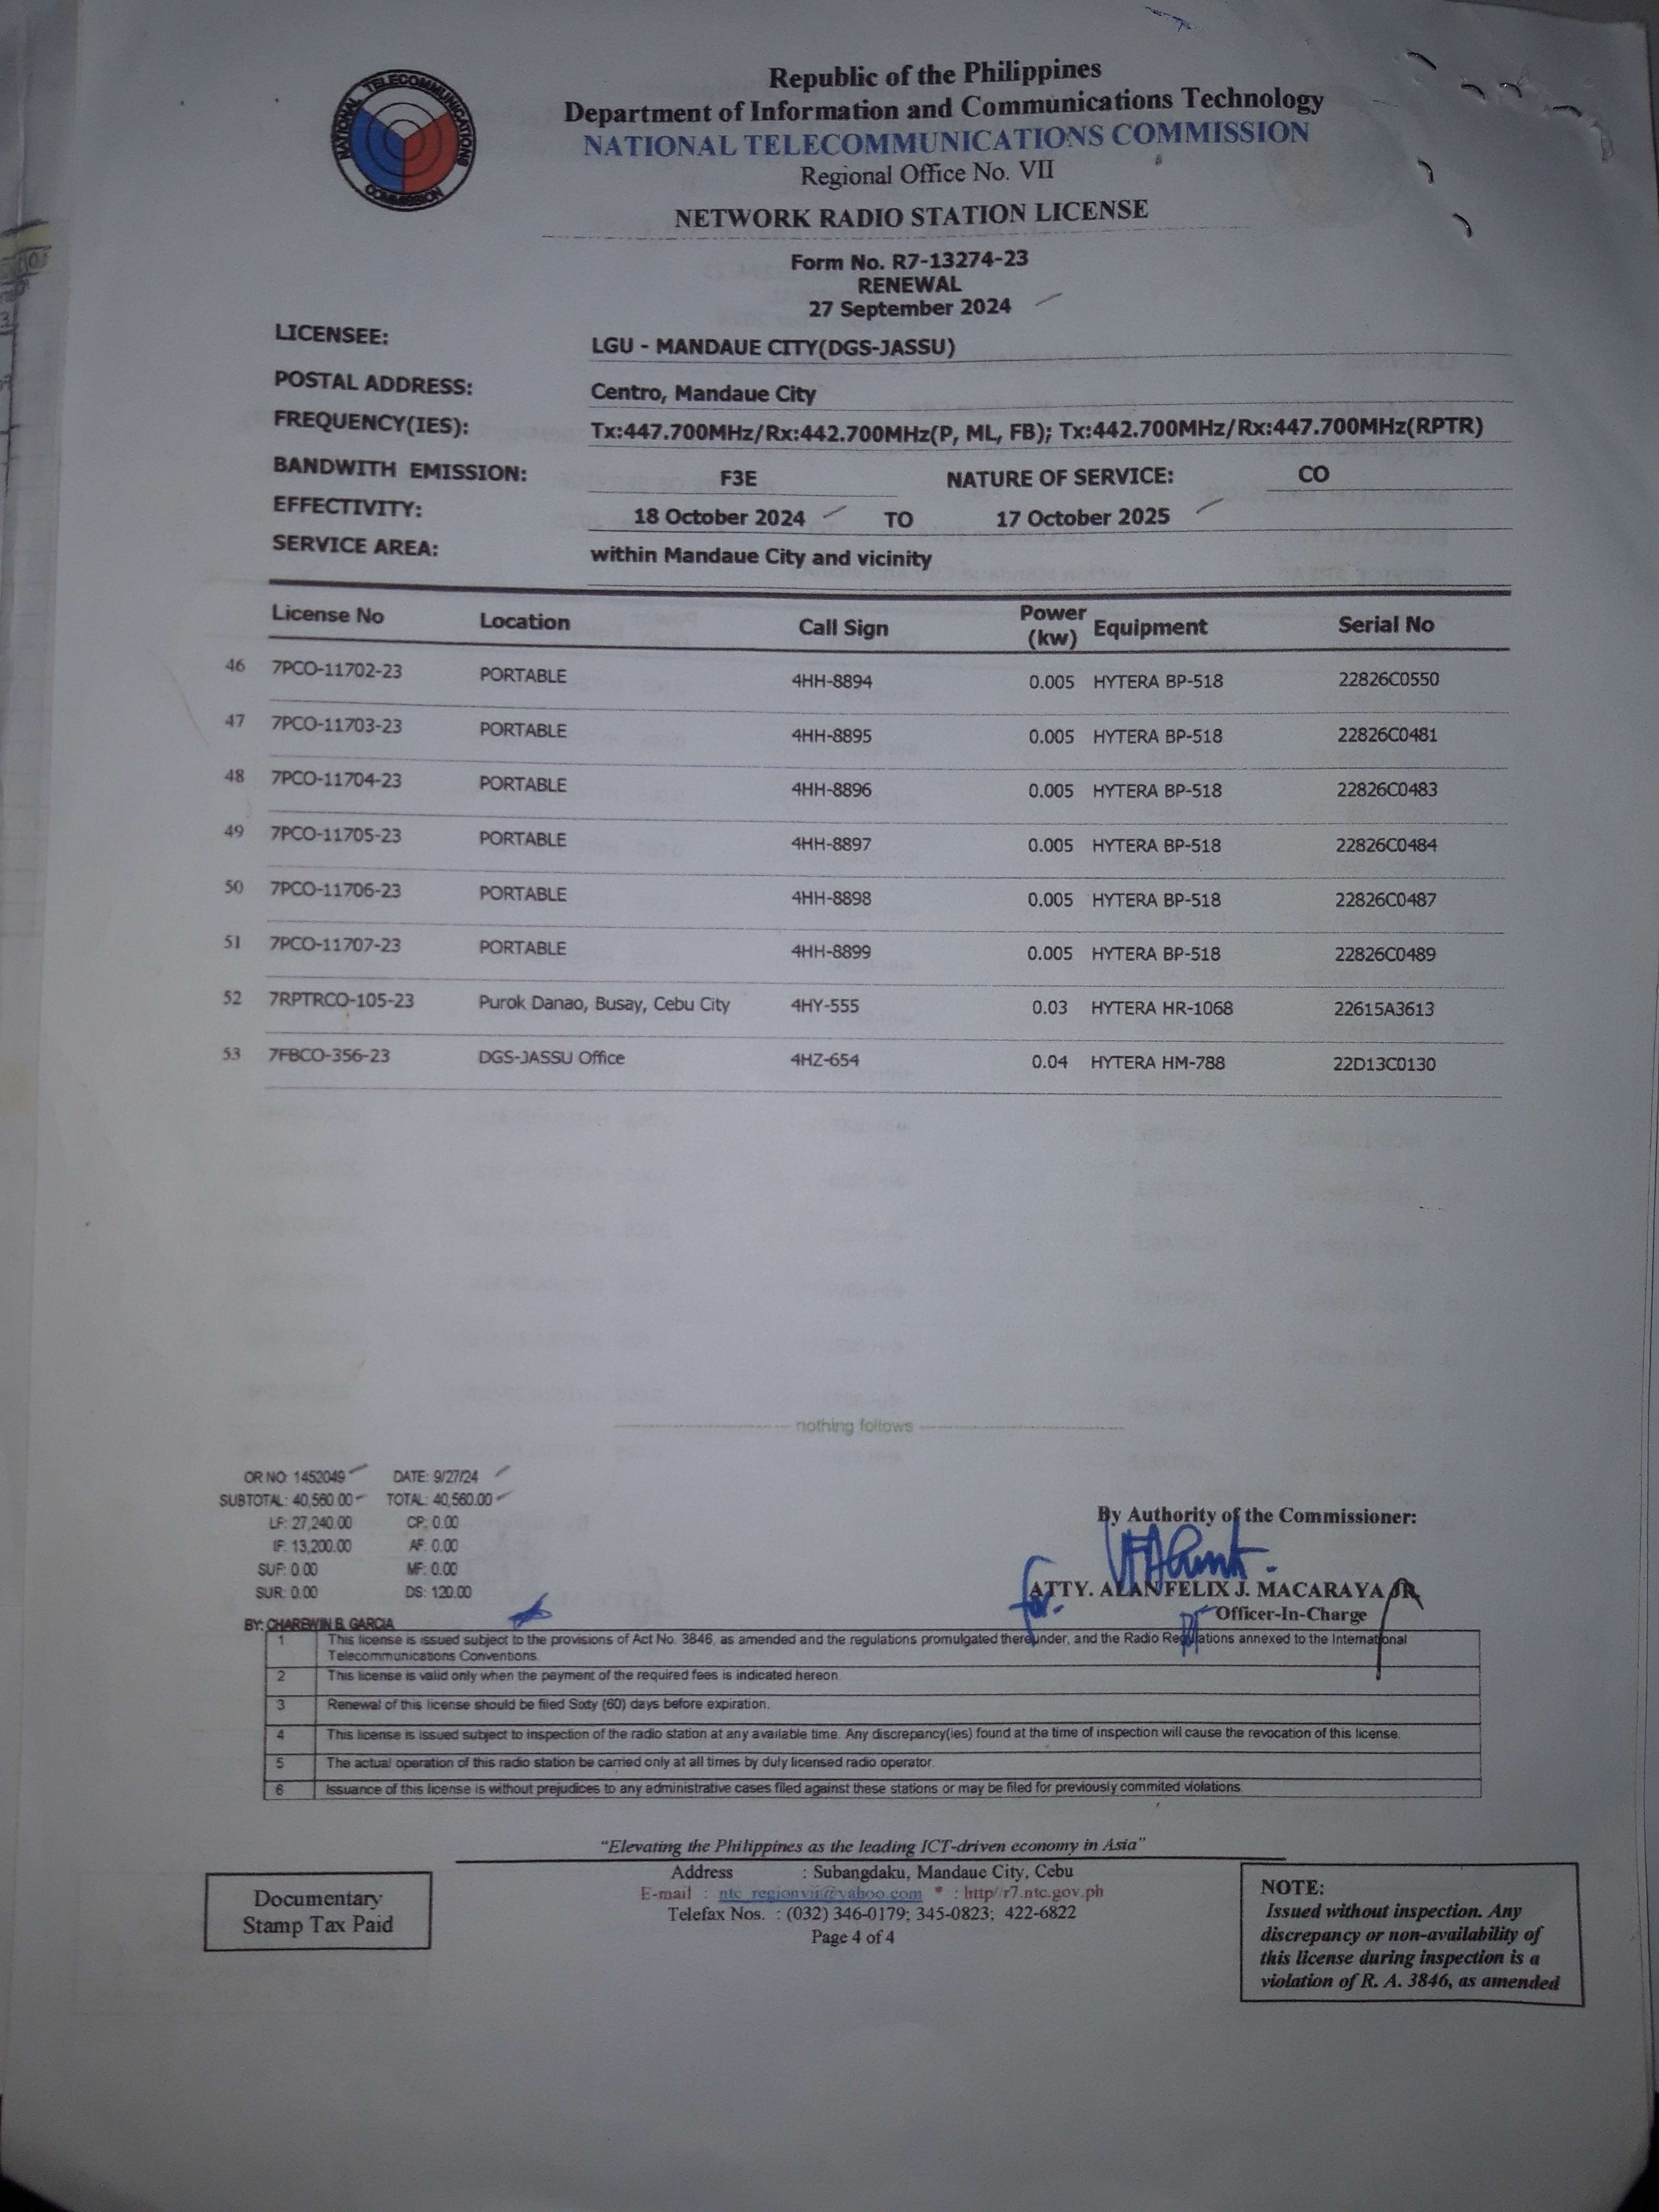 NATIONAL TELECOMMUNICATIONS COMMISSION
Republic of the Philippines
Department of Information and Communications Technology
NATIONAL TELECOMMUNICATIONS COMMISSION
Regional Office No. VII
NETWORK RADIO STATION LICENSE
Form No. R7-13274-23
RENEWAL
27 September 2024
LICENSEE: LGU - MANDAUE CITY(DGS-JASSU)
POSTAL ADDRESS: Centro, Mandaue City
FREQUENCY(IES): Tx:447.700MHz/Rx:442.700MHz(P, ML, FB); Tx:442.700MHz/Rx:447.700MHz(RPTR)
BANDWITH EMISSION: F3E NATURE OF SERVICE: CO
EFFECTIVITY: 18 October 2024 TO 17 October 2025
SERVICE AREA: within Mandaue City and vicinity
License No Location Call Sign Power (kw) Equipment Serial No
46 7PCO-11702-23 PORTABLE 4HH-8894 0.005 HYTERA BP-518 22826C0550
47 7PCO-11703-23 PORTABLE 4HH-8895 0.005 HYTERA BP-518 22826C0481
48 7PCO-11704-23 PORTABLE 4HH-8896 0.005 HYTERA BP-518 22826C0483
49 7PCO-11705-23 PORTABLE 4HH-8897 0.005 HYTERA BP-518 22826C0484
50 7PCO-11706-23 PORTABLE 4HH-8898 0.005 HYTERA BP-518 22826C0487
51 7PCO-11707-23 PORTABLE 4HH-8899 0.005 HYTERA BP-518 22826C0489
52 7RPTRCO-105-23 Purok Danao, Busay, Cebu City 4HY-555 0.03 HYTERA HR-1068 22615A3613
53 7FBCO-356-23 DGS-JASSU Office 4HZ-654 0.04 HYTERA HM-788 22D13C0130
nothing follows
OR NO: 1452049 DATE: 9/27/24
SUBTOTAL: 40,560.00 TOTAL: 40,560.00
LF: 27,240.00 CP: 0.00
IF: 13,200.00 AF: 0.00
SUF: 0.00 MF: 0.00
SUR: 0.00 DS: 120.00
BY: CHAREWIN B. GARCIA
By Authority of the Commissioner:
for.
ATTY. ALAN FELIX J. MACARAYA JR
Officer-In-Charge
1 This license is issued subject to the provisions of Act No. 3846, as amended and the regulations promulgated thereunder, and the Radio Regulations annexed to the International
Telecommunications Conventions.
2 This license is valid only when the payment of the required fees is indicated hereon.
3 Renewal of this license should be filed Sixty (60) days before expiration.
4 This license is issued subject to inspection of the radio station at any available time. Any discrepancy(ies) found at the time of inspection will cause the revocation of this license.
5 The actual operation of this radio station be carried only at all times by duly licensed radio operator.
6 Issuance of this license is without prejudices to any administrative cases filed against these stations or may be filed for previously commited violations.
"Elevating the Philippines as the leading ICT-driven economy in Asia"
Address : Subangdaku, Mandaue City, Cebu
E-mail : ntc_regionvii@yahoo.com * : http//r7.ntc.gov.ph
Telefax Nos. : (032) 346-0179; 345-0823; 422-6822
Page 4 of 4
Documentary
Stamp Tax Paid
NOTE:
Issued without inspection. Any
discrepancy or non-availability of
this license during inspection is a
violation of R. A. 3846, as amended